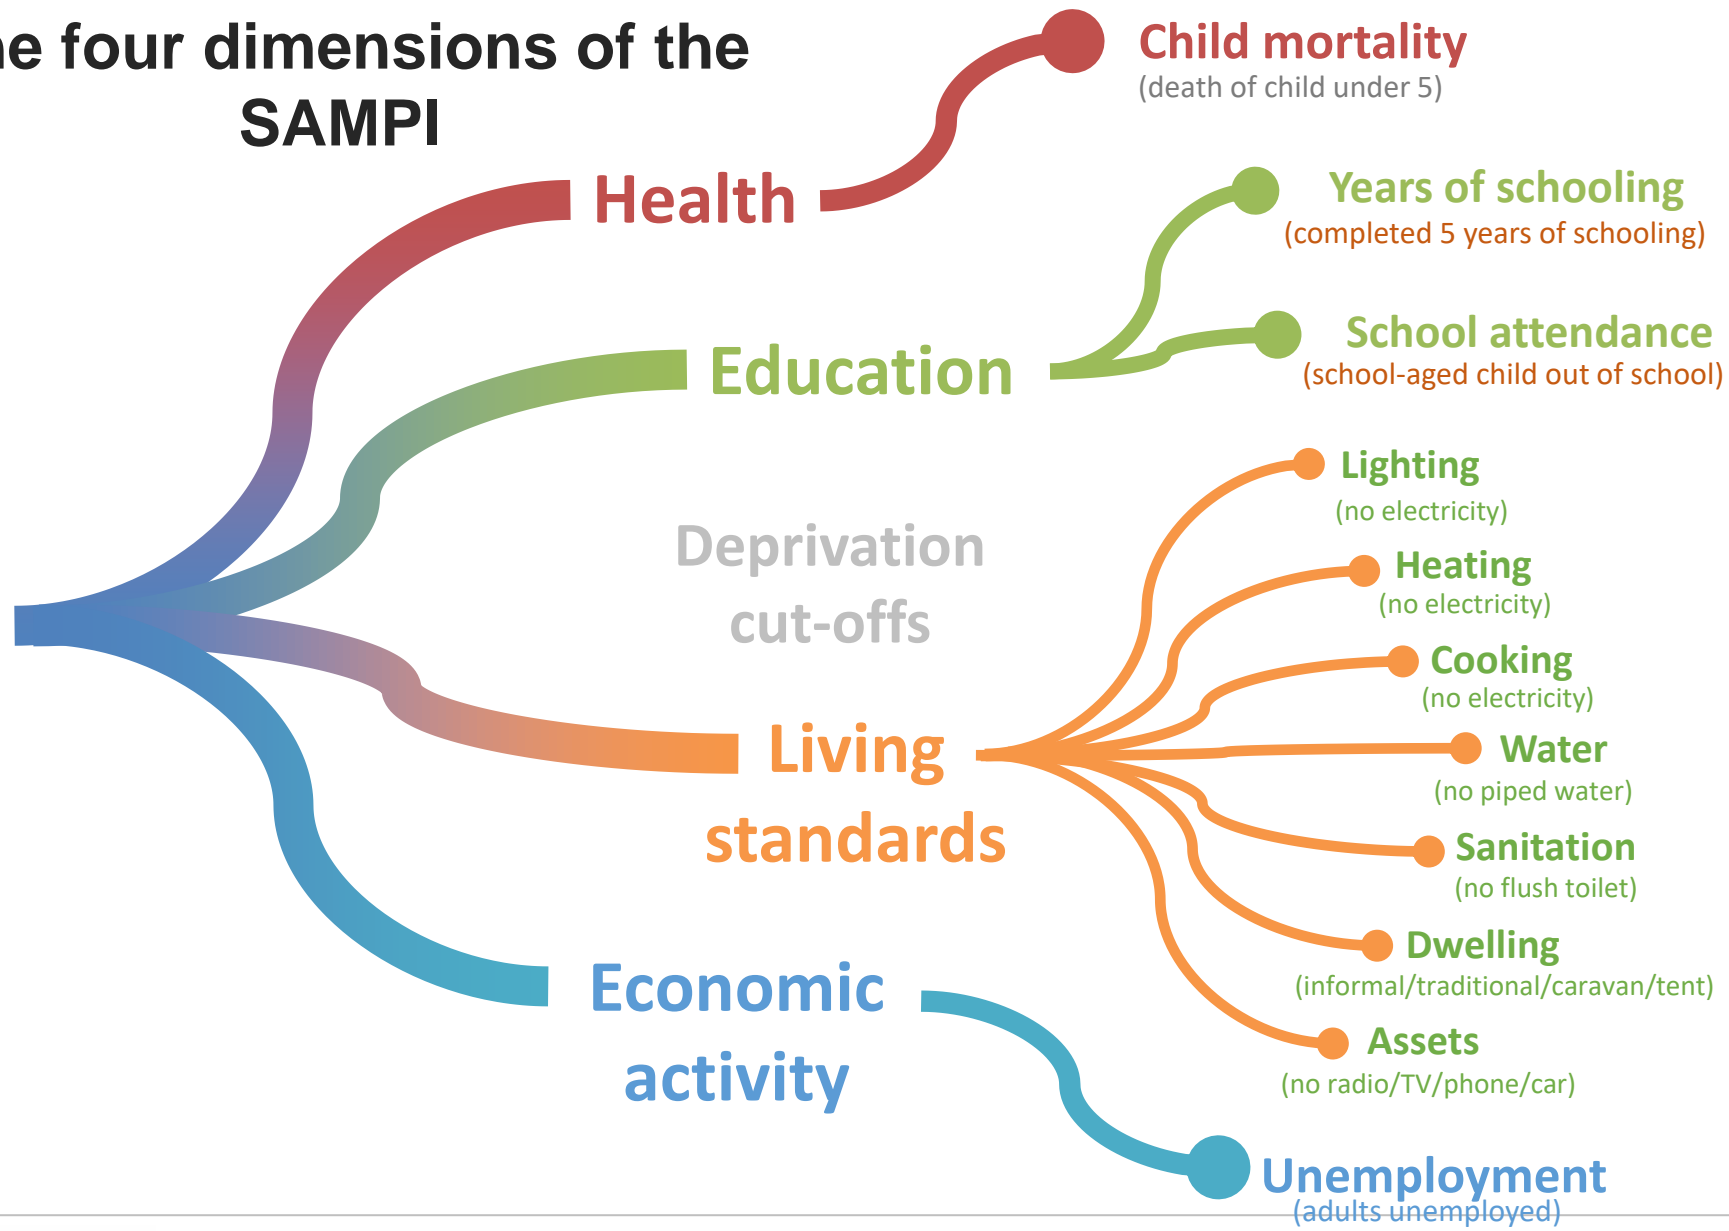 four dimensions of the
SAMPI
Child mortality
(death of child under 5)
Health
Years of schooling
(completed 5 years of schooling)
Education
School attendance
(school-aged child out of school)
Deprivation
cut-offs
Lighting
(no electricity)
Heating
(no electricity)
Cooking
(no electricity)
Living
standards
Water
(no piped water)
Sanitation
(no flush toilet)
Dwelling
(informal/traditional/caravan/tent)
Assets
(no radio/TV/phone/car)
Economic
activity
Unemployment
(adults unemployed)